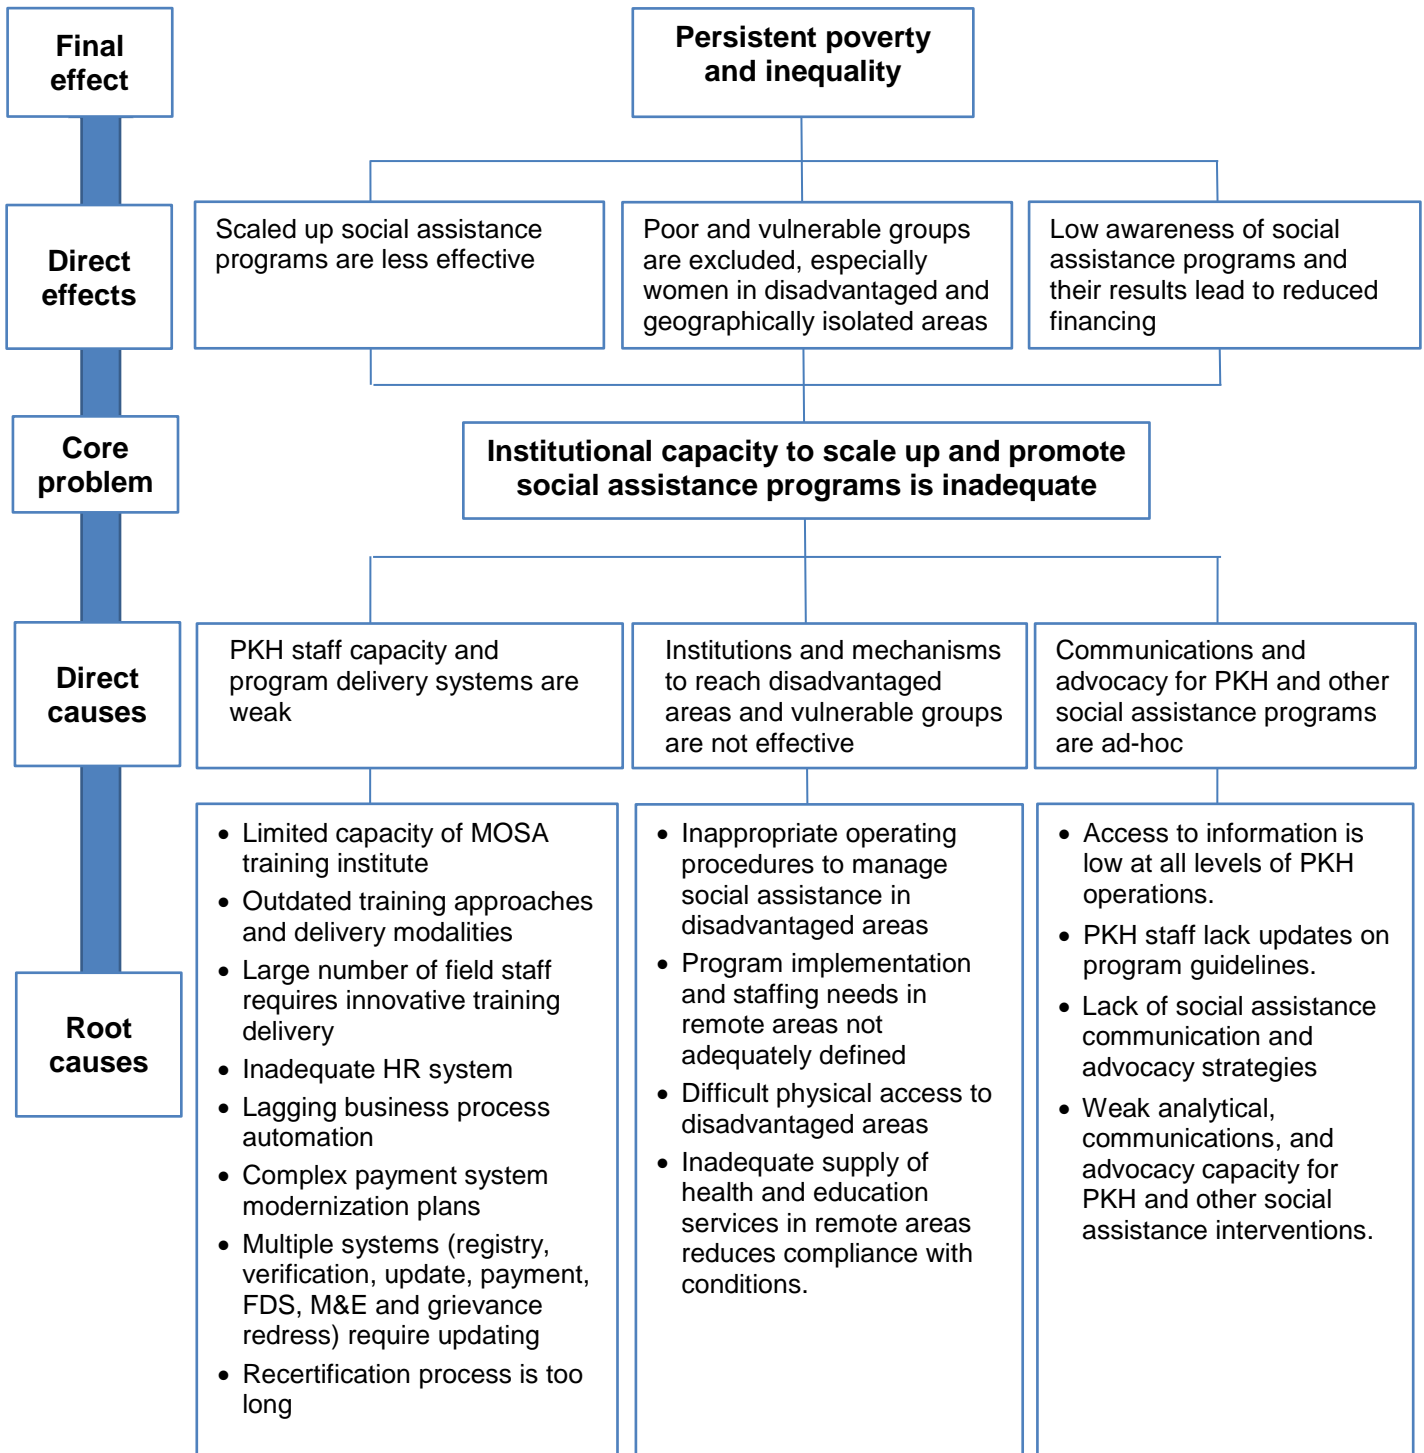 Final
effect
Persistent poverty
and inequality
Direct
effects
Scaled up social assistance
programs are less effective
Poor and vulnerable groups
are excluded, especially
women in disadvantaged and
geographically isolated areas
Low awareness of social
assistance programs and
their results lead to reduced
financing
Core
problem
Institutional capacity to scale up and promote
social assistance programs is inadequate
Direct
causes
PKH staff capacity and
program delivery systems are
weak
Institutions and mechanisms
to reach disadvantaged
areas and vulnerable groups
are not effective
Communications and
advocacy for PKH and other
social assistance programs
are ad-hoc
Root
causes
• Limited capacity of MOSA
training institute
• Outdated training approaches
and delivery modalities
• Large number of field staff
requires innovative training
delivery
• Inadequate HR system
• Lagging business process
automation
• Complex payment system
modernization plans
• Multiple systems (registry,
verification, update, payment,
FDS, M&E and grievance
redress) require updating
• Recertification process is too
long
• Inappropriate operating
procedures to manage
social assistance in
disadvantaged areas
• Program implementation
and staffing needs in
remote areas not
adequately defined
• Difficult physical access to
disadvantaged areas
• Inadequate supply of
health and education
services in remote areas
reduces compliance with
conditions.
• Access to information is
low at all levels of PKH
operations.
• PKH staff lack updates on
program guidelines.
• Lack of social assistance
communication and
advocacy strategies
• Weak analytical,
communications, and
advocacy capacity for
PKH and other social
assistance interventions.